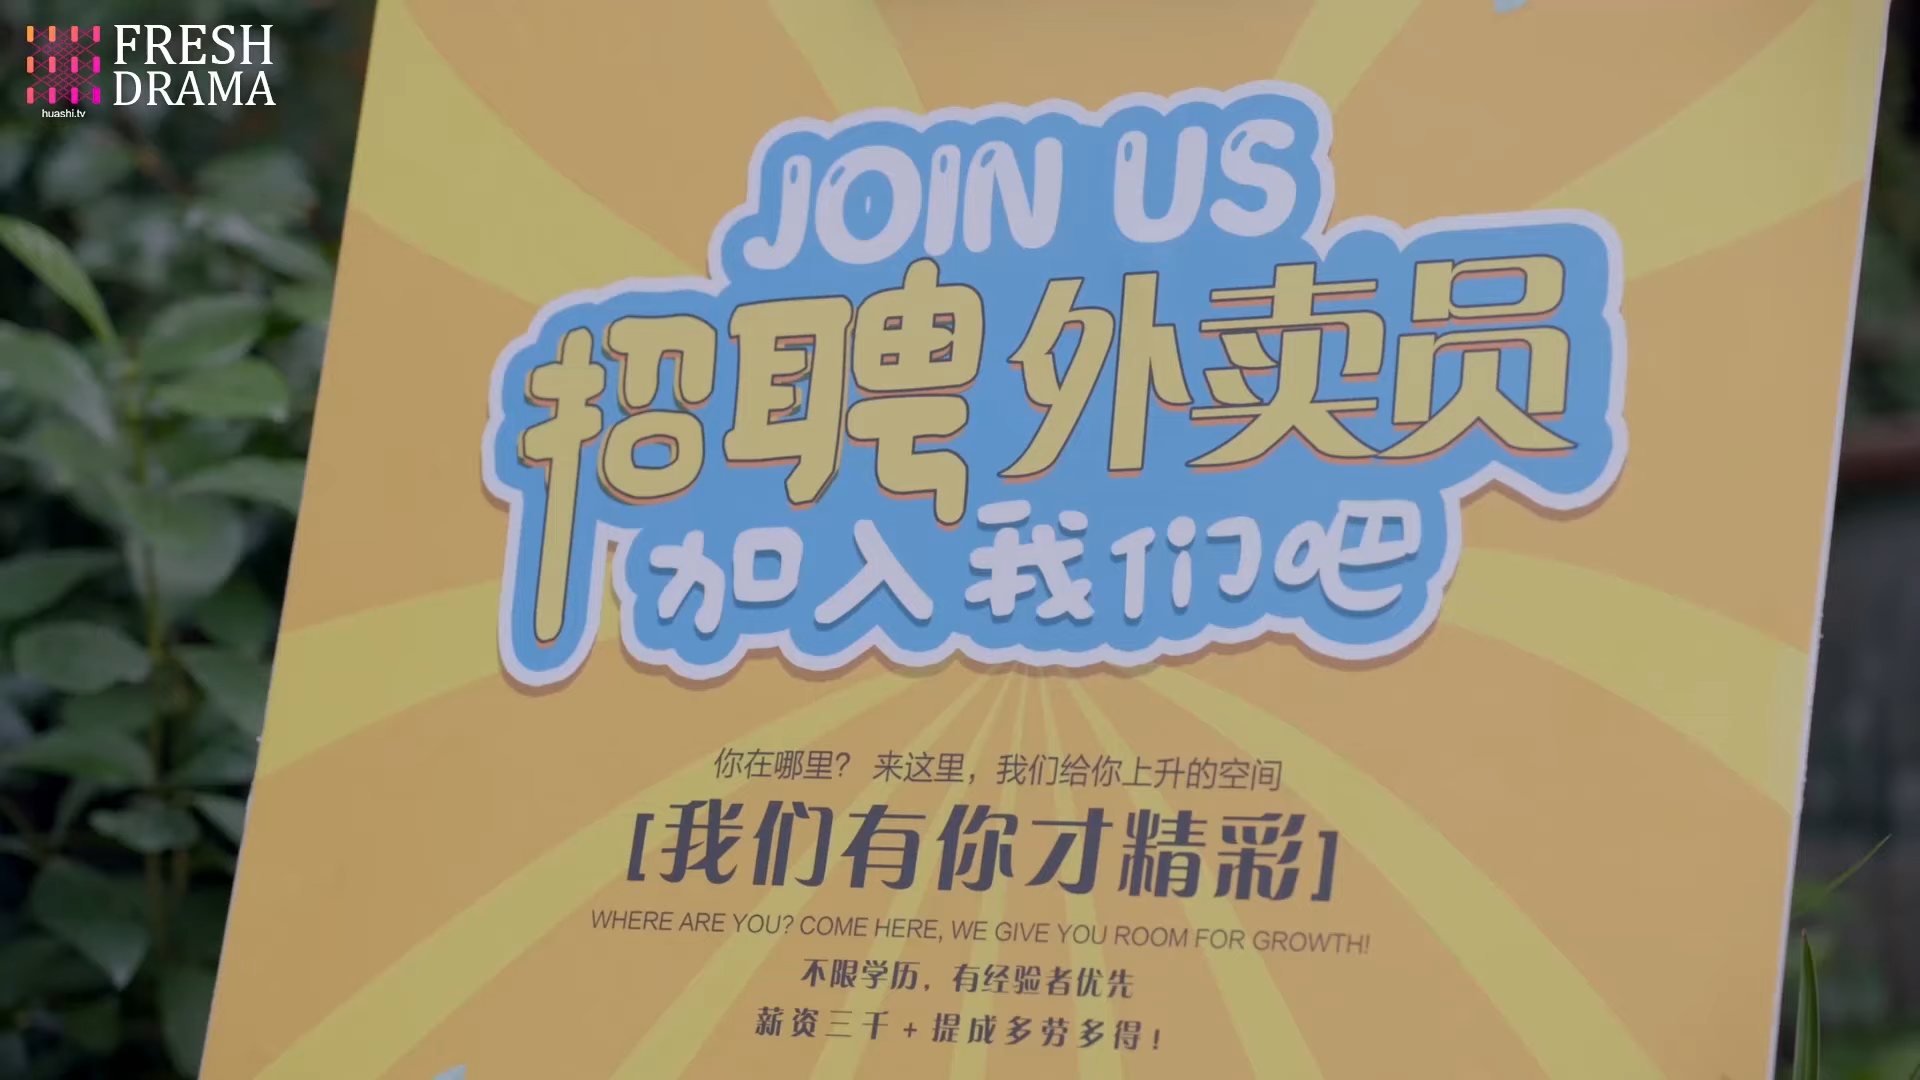 FRESH
DRAMA
huashi.tv
JOIN US
招聘外卖员
加入我们吧
你在哪里? 来这里，我们给你上升的空间
[我们有你才精彩]
WHERE ARE YOU? COME HERE, WE GIVE YOU ROOM FOR GROWTH!
不限学历，有经验者优先
薪资三千+提成多劳多得!